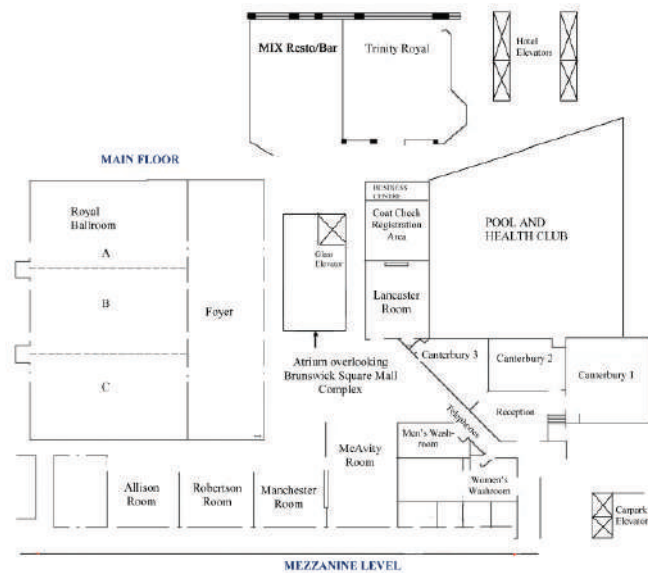 MIX Resto/Bar
Trinity Royal
Hotel
Elevators
MAIN FLOOR
Royal
Ballroom
A
B
C
Foyer
Glass
Elevator
BUSINESS
CENTRE
Coat Check
Registration
Area
Lancaster
Room
POOL AND
HEALTH CLUB
Atrium overlooking
Brunswick Square Mall
Complex
Canterbury 3
Canterbury 2
Canterbury 1
Telephones
Reception
McAvity
Room
Men's Wash-
room
Women's
Washroom
Allison
Room
Robertson
Room
Manchester
Room
Carpark
Elevator
MEZZANINE LEVEL